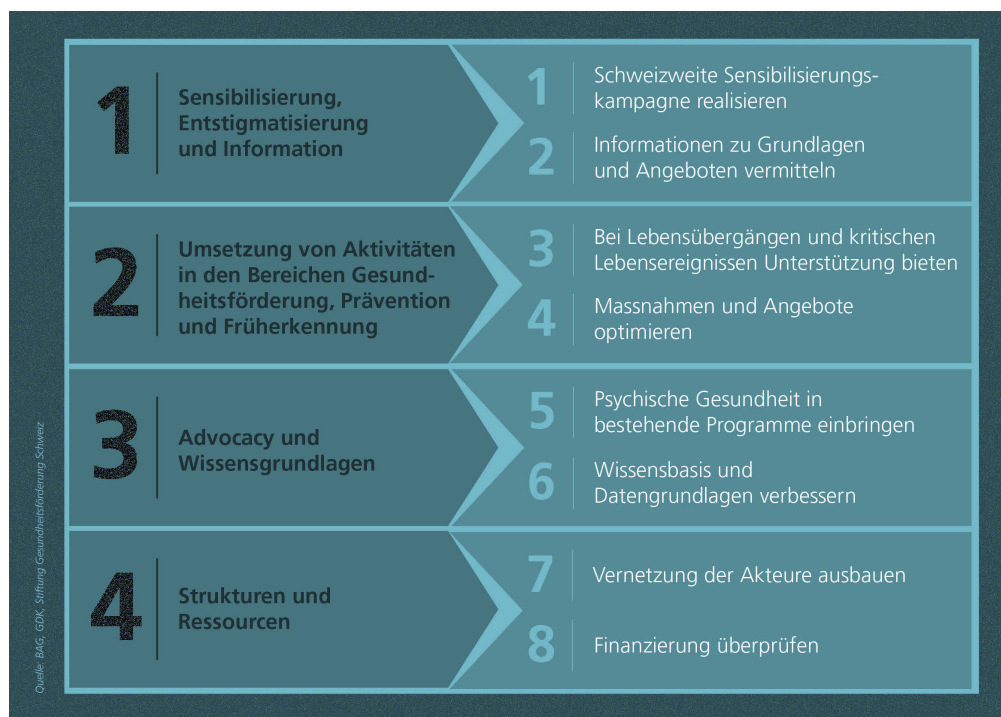 1
Sensibilisierung,
Entstigmatisierung
und Information
1
Schweizweite Sensibilisierungs-
kampagne realisieren
2
Informationen zu Grundlagen
und Angeboten vermitteln
2
Umsetzung von Aktivitäten
in den Bereichen Gesund-
heitsförderung, Prävention
und Früherkennung
3
Bei Lebensübergängen und kritischen
Lebensereignissen Unterstützung bieten
4
Massnahmen und Angebote
optimieren
3
Advocacy und
Wissensgrundlagen
5
Psychische Gesundheit in
bestehende Programme einbringen
6
Wissensbasis und
Datengrundlagen verbessern
4
Strukturen und
Ressourcen
7
Vernetzung der Akteure ausbauen
8
Finanzierung überprüfen
Quelle: BAG, GDK, Stiftung Gesundheitsförderung Schweiz